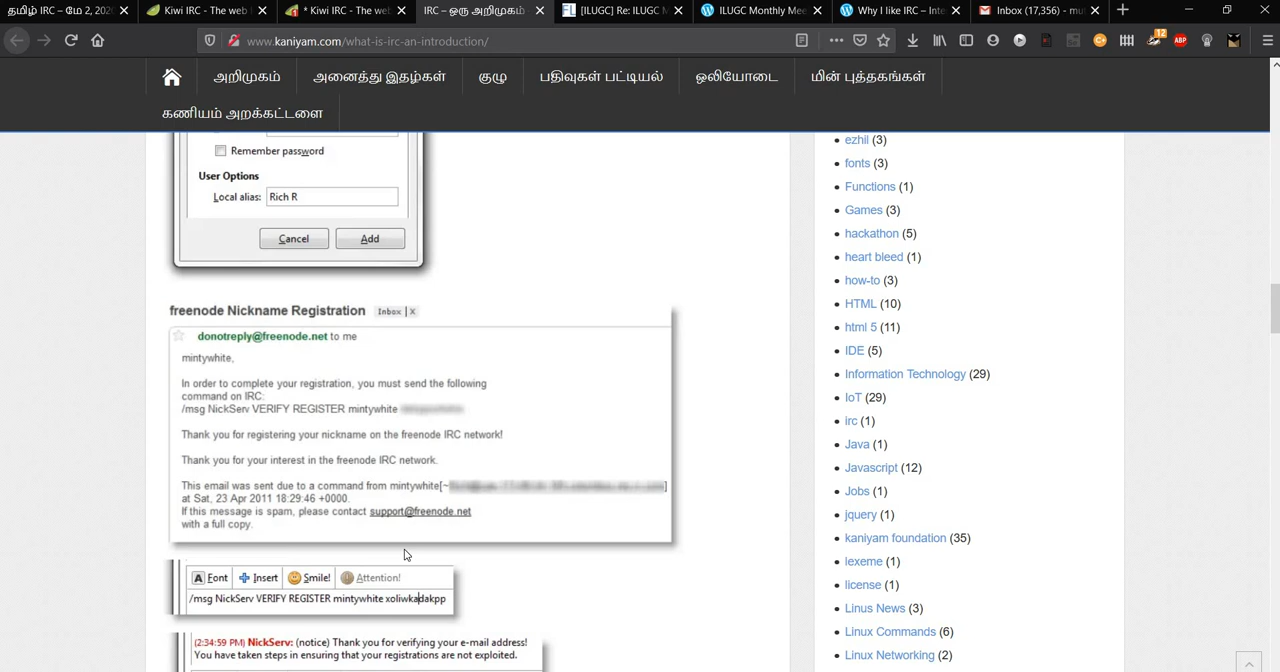 தமிழ் IRC – மே 2, 202
Kiwi IRC - The web
* Kiwi IRC - The we
IRC – ஒரு அறிமுகம்
[ILUGC] Re: ILUGC M
ILUGC Monthly Mee
Why I like IRC – Inte
Inbox (17,356) - mut
www.kaniyam.com/what-is-irc-an-introduction/
12
ABP
அறிமுகம்
அனைத்து இதழ்கள்
குழு
பதிவுகள் பட்டியல்
ஒலியோடை
மின் புத்தகங்கள்
கணியம் அறக்கட்டளை
Remember password
User Options
Local alias: Rich R
Cancel
Add
freenode Nickname Registration Inbox | X
donotreply@freenode.net to me
mintywhite,
In order to complete your registration, you must send the following
command on IRC:
/msg NickServ VERIFY REGISTER mintywhite
Thank you for registering your nickname on the freenode IRC network!
Thank you for your interest in the freenode IRC network.
This email was sent due to a command from mintywhite[~
at Sat, 23 Apr 2011 18:29:46 +0000.
If this message is spam, please contact support@freenode.net
with a full copy.
A Font Insert Smile! Attention!
/msg NickServ VERIFY REGISTER mintywhite xoliwkadakpp
(2:34:59 PM) NickServ: (notice) Thank you for verifying your e-mail address!
You have taken steps in ensuring that your registrations are not exploited.
ezhil (3)
fonts (3)
Functions (1)
Games (3)
hackathon (5)
heart bleed (1)
how-to (3)
HTML (10)
html 5 (11)
IDE (5)
Information Technology (29)
IoT (29)
irc (1)
Java (1)
Javascript (12)
Jobs (1)
jquery (1)
kaniyam foundation (35)
lexeme (1)
license (1)
Linus News (3)
Linux Commands (6)
Linux Networking (2)